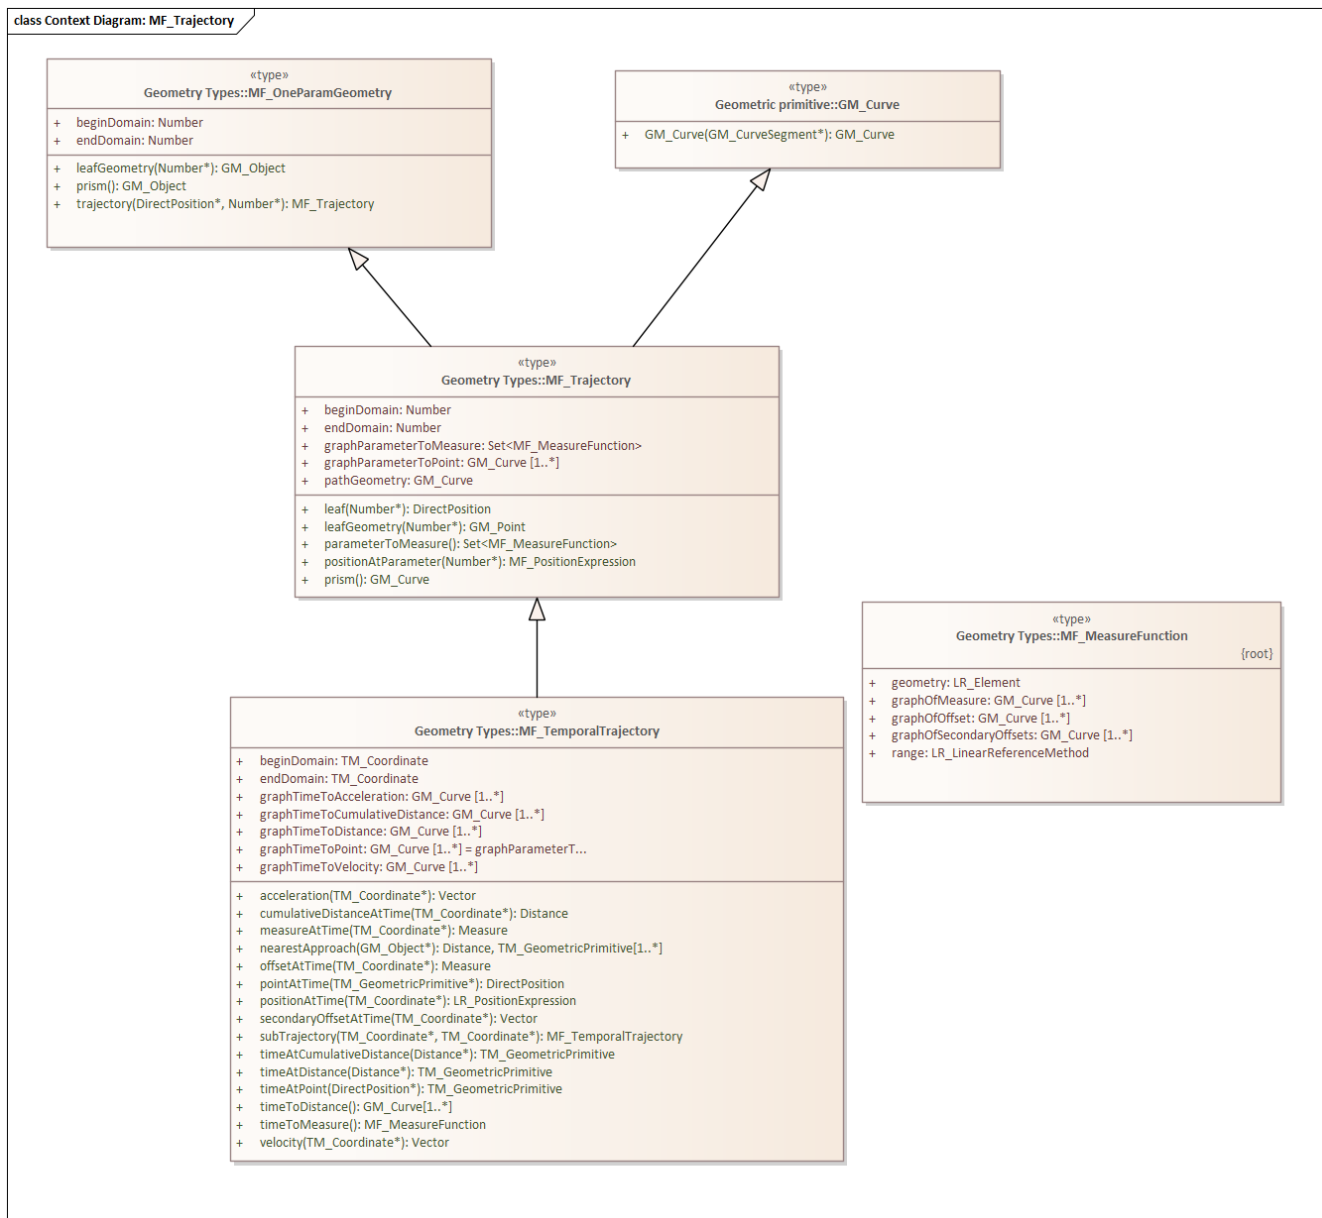 class Context Diagram: MF_Trajectory
«type»
Geometry Types::MF_OneParamGeometry
+ beginDomain: Number
+ endDomain: Number
+ leafGeometry(Number*): GM_Object
+ prism(): GM_Object
+ trajectory(DirectPosition*, Number*): MF_Trajectory
«type»
Geometric primitive::GM_Curve
+ GM_Curve(GM_CurveSegment*): GM_Curve
«type»
Geometry Types::MF_Trajectory
+ beginDomain: Number
+ endDomain: Number
+ graphParameterToMeasure: Set<MF_MeasureFunction>
+ graphParameterToPoint: GM_Curve [1..*]
+ pathGeometry: GM_Curve
+ leaf(Number*): DirectPosition
+ leafGeometry(Number*): GM_Point
+ parameterToMeasure(): Set<MF_MeasureFunction>
+ positionAtParameter(Number*): MF_PositionExpression
+ prism(): GM_Curve
«type»
Geometry Types::MF_MeasureFunction
{root}
+ geometry: LR_Element
+ graphOfMeasure: GM_Curve [1..*]
+ graphOfOffset: GM_Curve [1..*]
+ graphOfSecondaryOffsets: GM_Curve [1..*]
+ range: LR_LinearReferenceMethod
«type»
Geometry Types::MF_TemporalTrajectory
+ beginDomain: TM_Coordinate
+ endDomain: TM_Coordinate
+ graphTimeToAcceleration: GM_Curve [1..*]
+ graphTimeToCumulativeDistance: GM_Curve [1..*]
+ graphTimeToDistance: GM_Curve [1..*]
+ graphTimeToPoint: GM_Curve [1..*] = graphParameterT...
+ graphTimeToVelocity: GM_Curve [1..*]
+ acceleration(TM_Coordinate*): Vector
+ cumulativeDistanceAtTime(TM_Coordinate*): Distance
+ measureAtTime(TM_Coordinate*): Measure
+ nearestApproach(GM_Object*): Distance, TM_GeometricPrimitive[1..*]
+ offsetAtTime(TM_Coordinate*): Measure
+ pointAtTime(TM_GeometricPrimitive*): DirectPosition
+ positionAtTime(TM_Coordinate*): LR_PositionExpression
+ secondaryOffsetAtTime(TM_Coordinate*): Vector
+ subTrajectory(TM_Coordinate*, TM_Coordinate*): MF_TemporalTrajectory
+ timeAtCumulativeDistance(Distance*): TM_GeometricPrimitive
+ timeAtDistance(Distance*): TM_GeometricPrimitive
+ timeAtPoint(DirectPosition*): TM_GeometricPrimitive
+ timeToDistance(): GM_Curve[1..*]
+ timeToMeasure(): MF_MeasureFunction
+ velocity(TM_Coordinate*): Vector